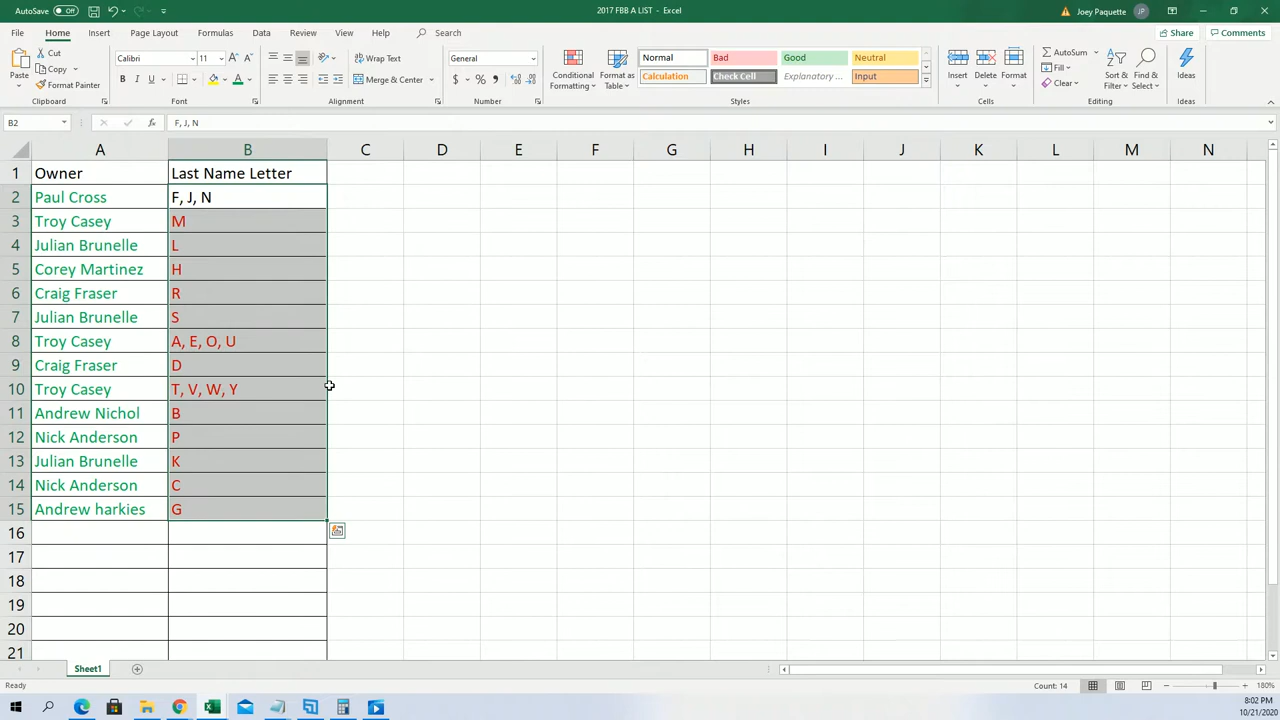 AutoSave Off
2017 FBB A LIST - Excel
Joey Paquette JP
File Home Insert Page Layout Formulas Data Review View Help Search Share Comments
Paste Cut Copy Format Painter
Clipboard
Calibri 11
B I U
Font
Wrap Text
Merge & Center
Alignment
General
$ % ,
Number
Conditional Formatting
Format as Table
Normal Bad Good Neutral
Calculation Check Cell Explanatory ... Input
Styles
Insert Delete Format
Cells
AutoSum
Fill
Clear
Sort & Filter
Find & Select
Editing
Ideas
Ideas
B2 fx F, J, N
A B C D E F G H I J K L M N
1 Owner Last Name Letter
2 Paul Cross F, J, N
3 Troy Casey M
4 Julian Brunelle L
5 Corey Martinez H
6 Craig Fraser R
7 Julian Brunelle S
8 Troy Casey A, E, O, U
9 Craig Fraser D
10 Troy Casey T, V, W, Y
11 Andrew Nichol B
12 Nick Anderson P
13 Julian Brunelle K
14 Nick Anderson C
15 Andrew harkies G
16
17
18
19
20
21
Sheet1
Ready Count: 14 180%
8:02 PM
10/21/2020